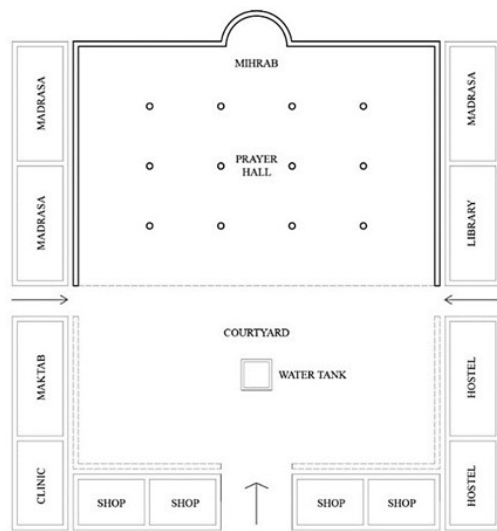 MIHRAB
MADRASA
MADRASA
PRAYER
HALL
MADRASA
LIBRARY
COURTYARD
WATER TANK
MAKTAB
HOSTEL
CLINIC
HOSTEL
SHOP
SHOP
SHOP
SHOP